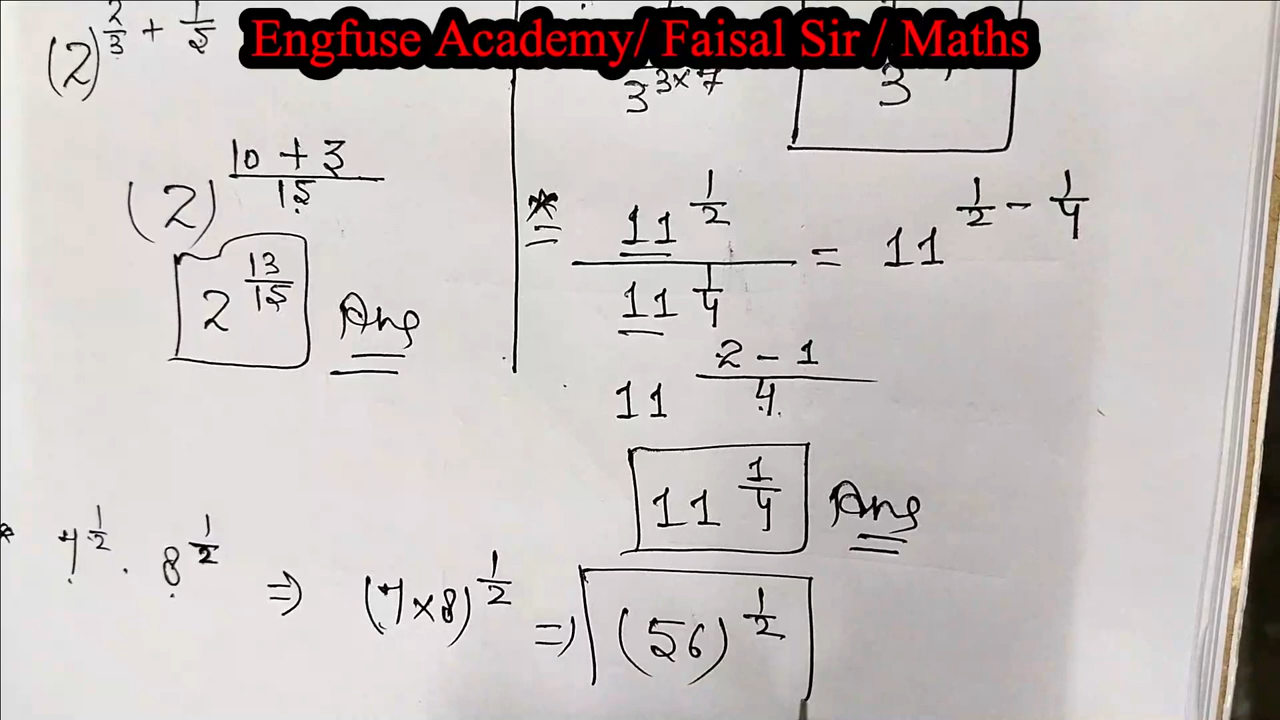 Engfuse Academy/ Faisal Sir / Maths
(2)^{2/3 + 1/5}
(2)^{(10 + 3)/15}
2^{13/15} Ans
3^{3×7}
3
* = 11^{1/2} / 11^{1/4} = 11^{1/2 - 1/4}
11^{(2 - 1)/4}
11^{1/4} Ans
* 7^{1/2} . 8^{1/2} ⇒ (7×8)^{1/2} ⇒ (56)^{1/2}